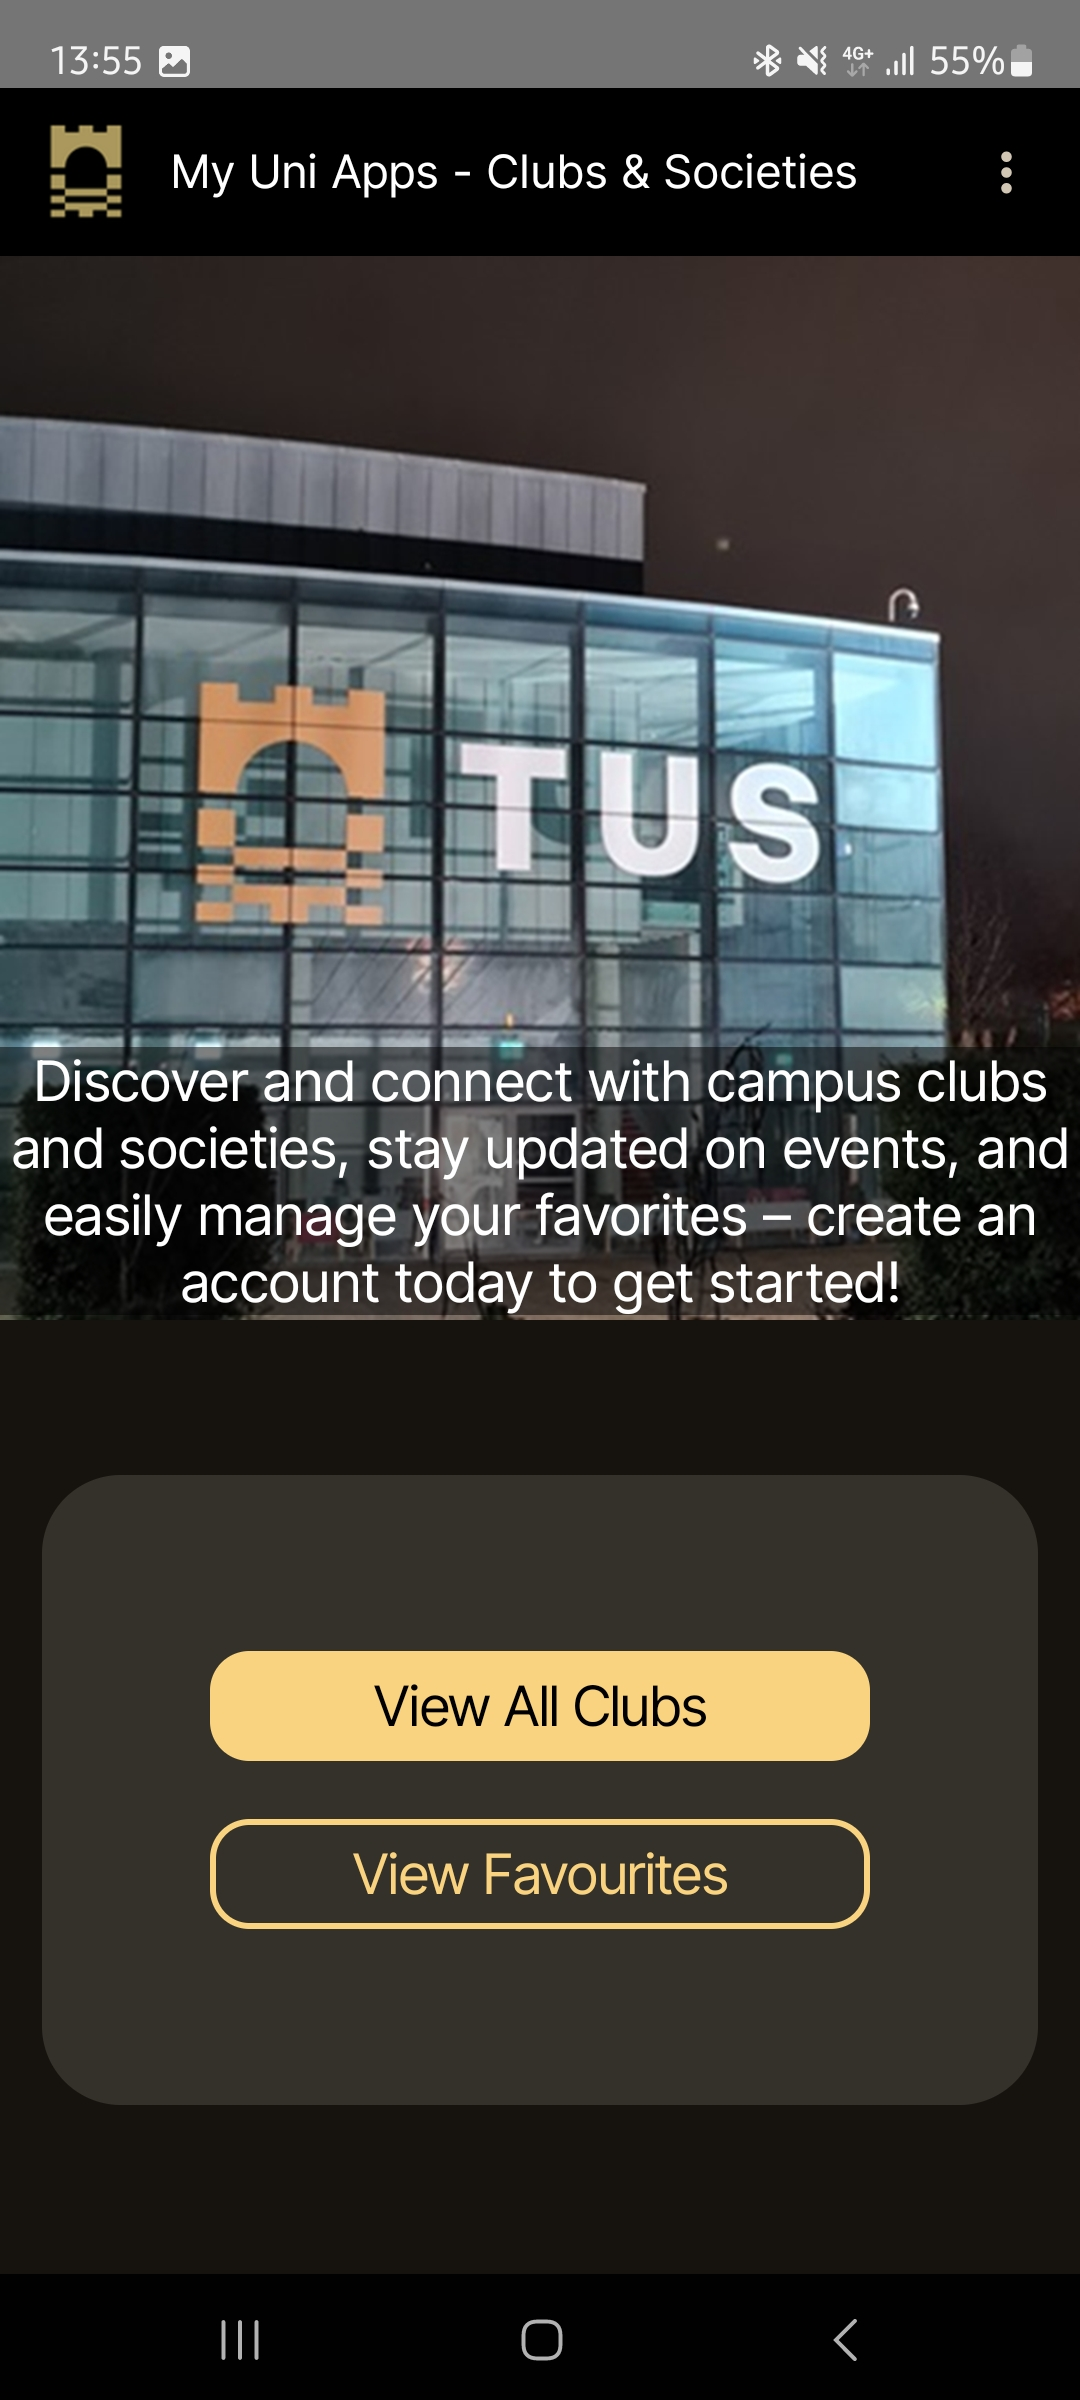 13:55 4G+ 55%
My Uni Apps - Clubs & Societies
TUS
Discover and connect with campus clubs
and societies, stay updated on events, and
easily manage your favorites – create an
account today to get started!
View All Clubs
View Favourites